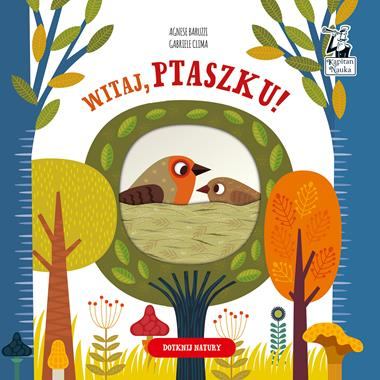 AGNESE BARUZZI
GABRIELE CLIMA
Kapitan
Nauka
WITAJ, PTASZKU!
DOTKNIJ NATURY